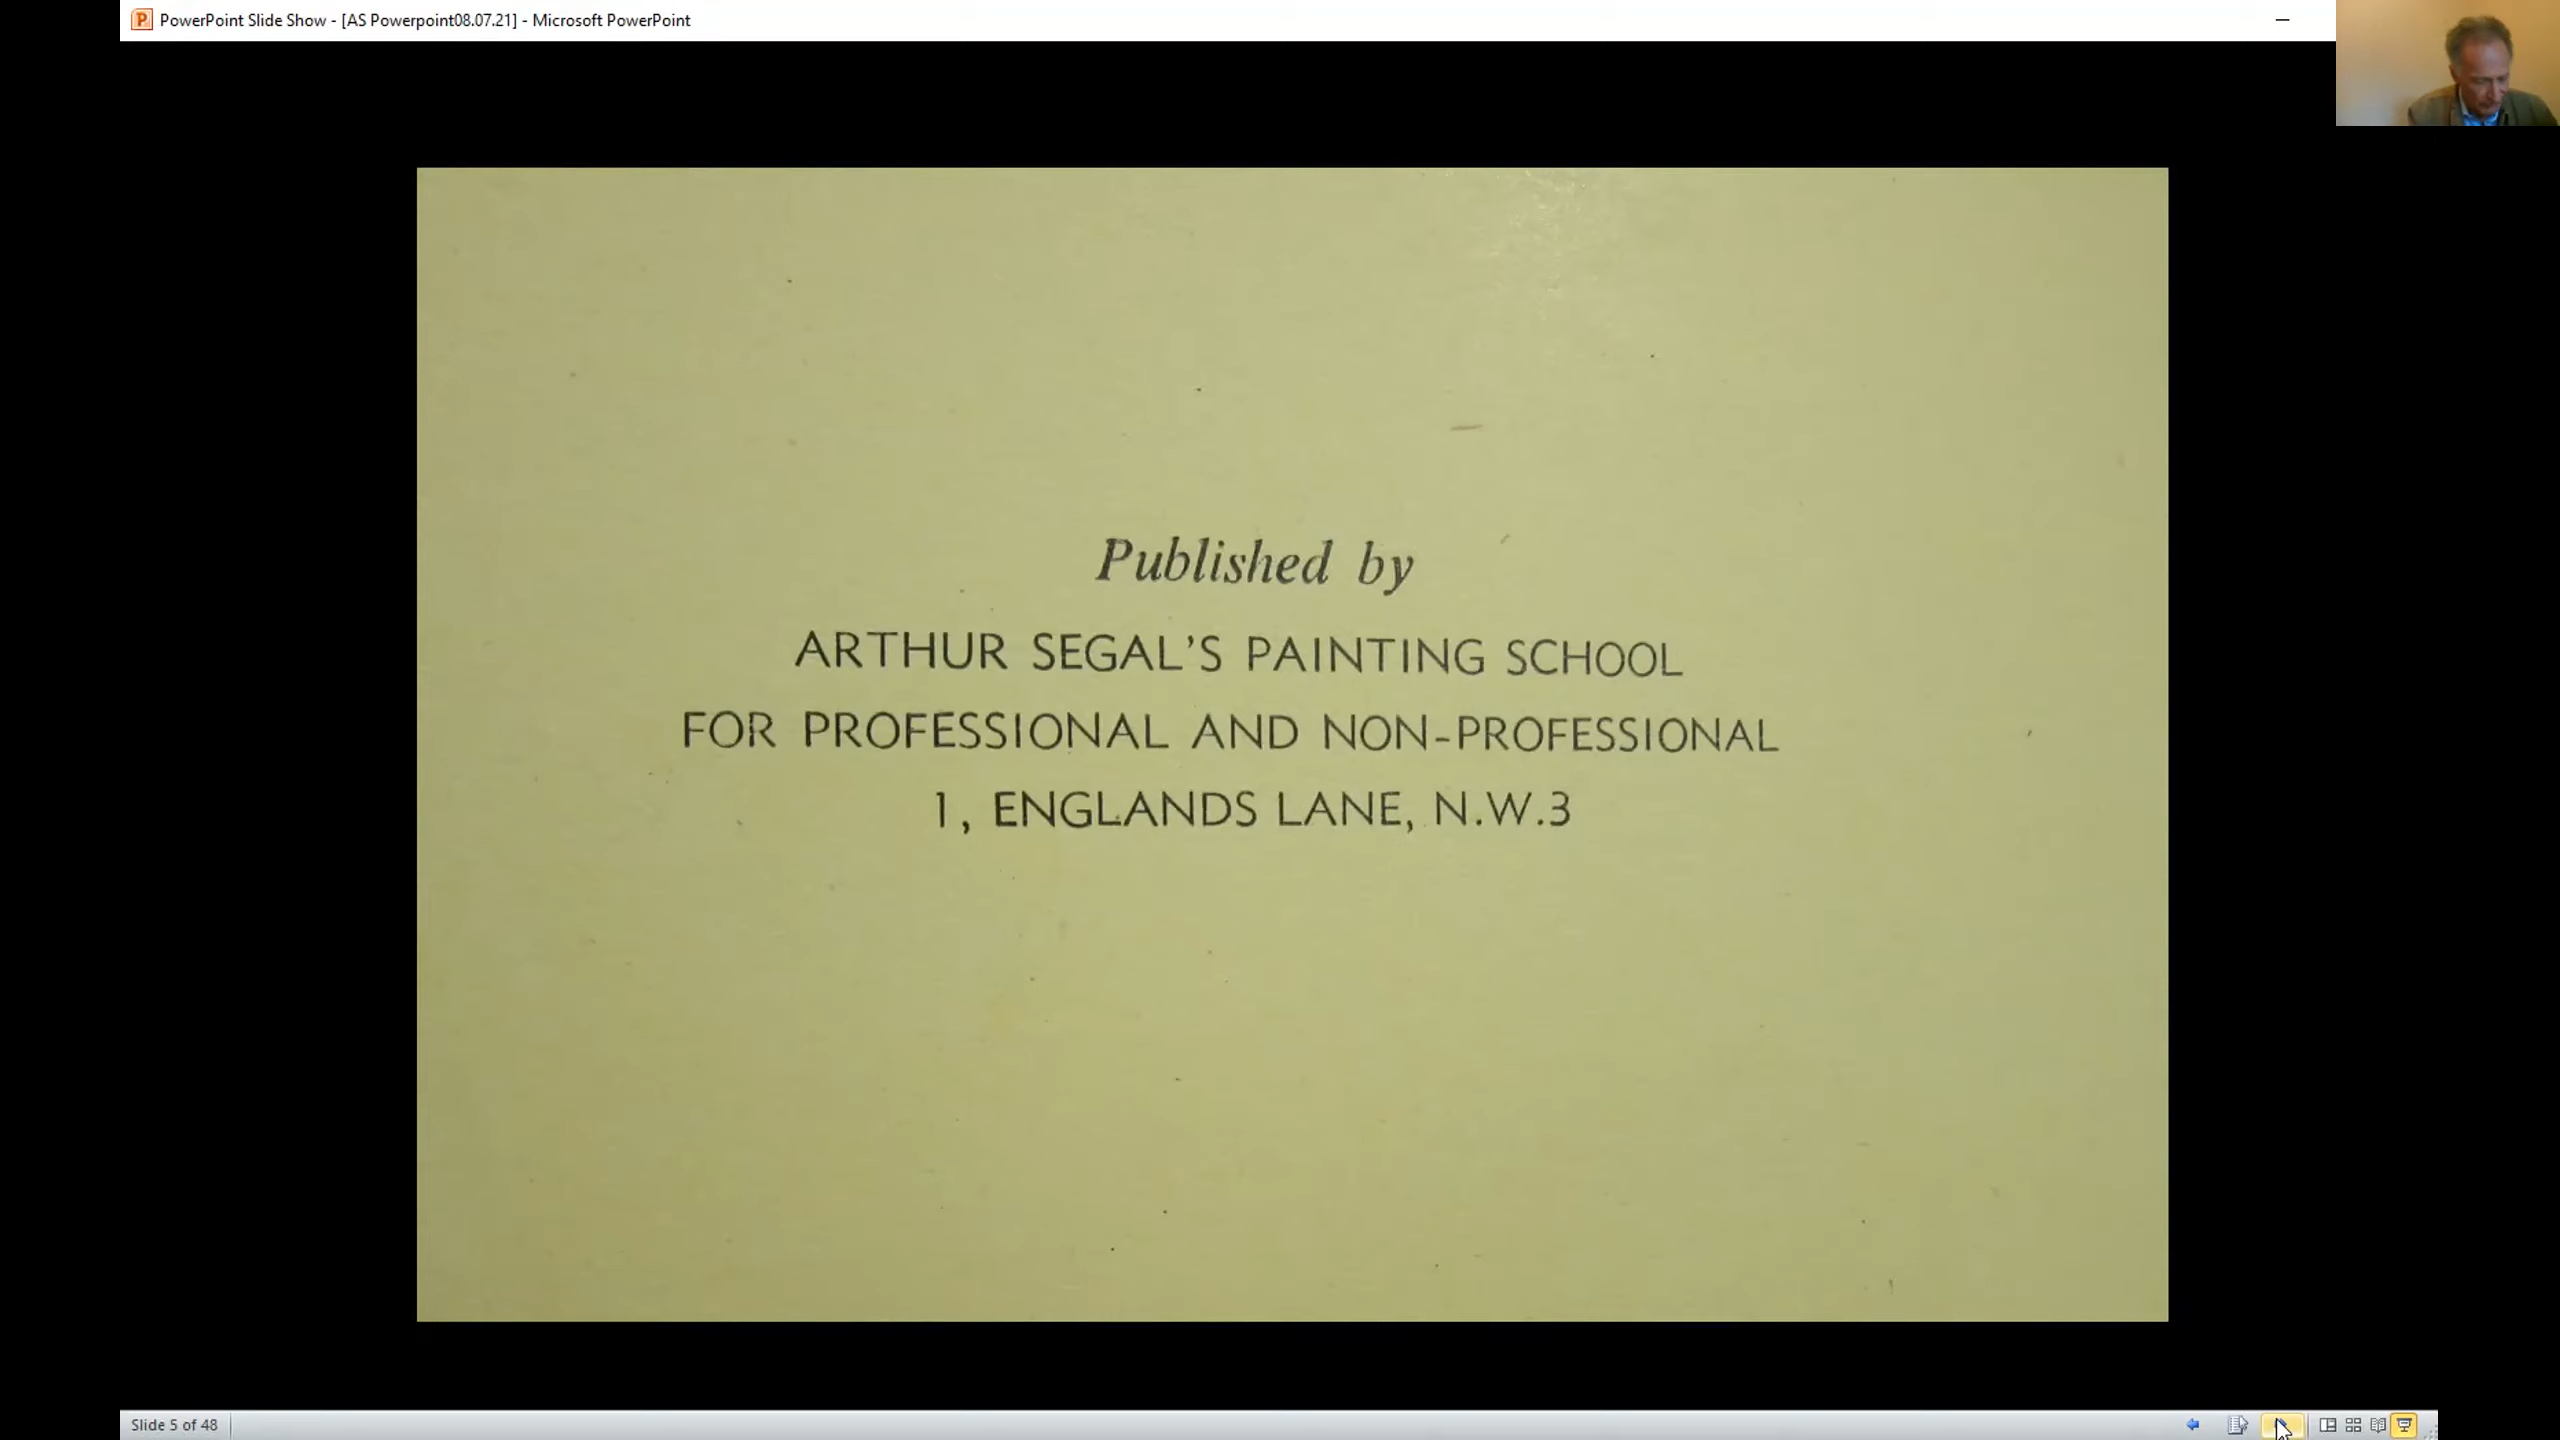 PowerPoint Slide Show - [AS Powerpoint08.07.21] - Microsoft PowerPoint
Published by
ARTHUR SEGAL'S PAINTING SCHOOL
FOR PROFESSIONAL AND NON-PROFESSIONAL
1, ENGLANDS LANE, N.W.3
Slide 5 of 48